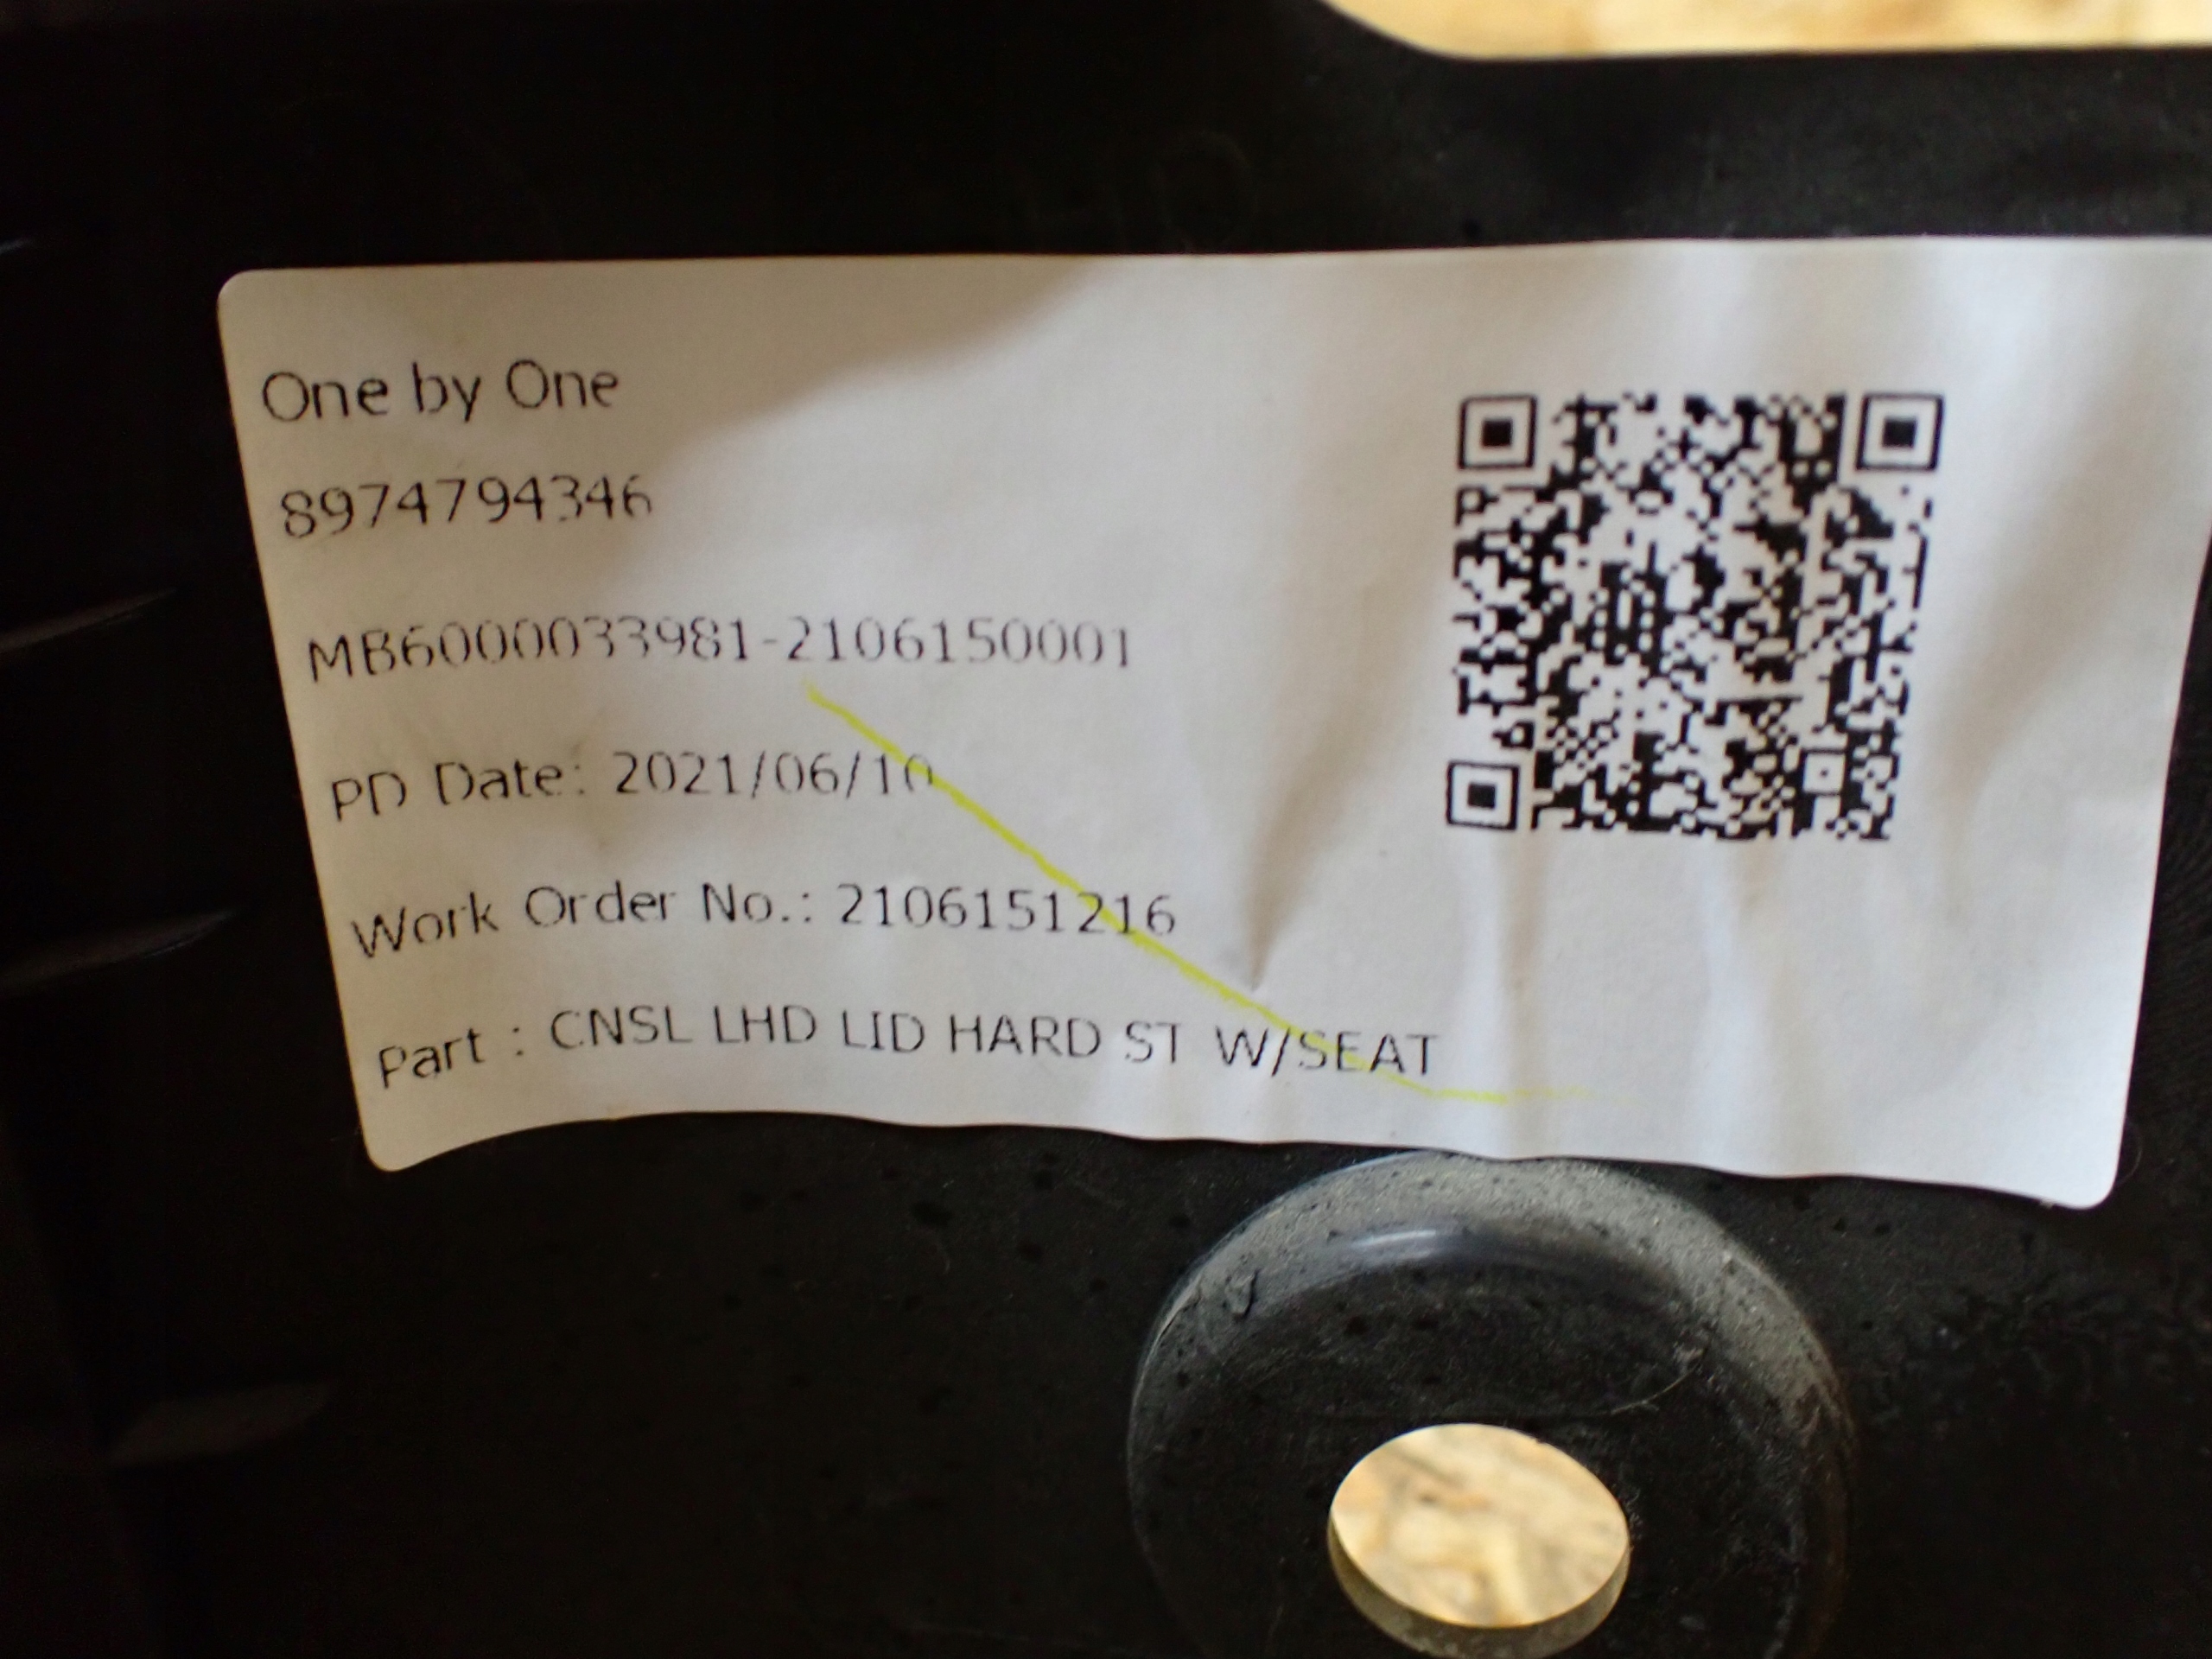 One by One
8974794346
MB6000033981-2106150001
PD Date: 2021/06/10
Work Order No.: 2106151216
Part : CNSL LHD LID HARD ST W/SEAT